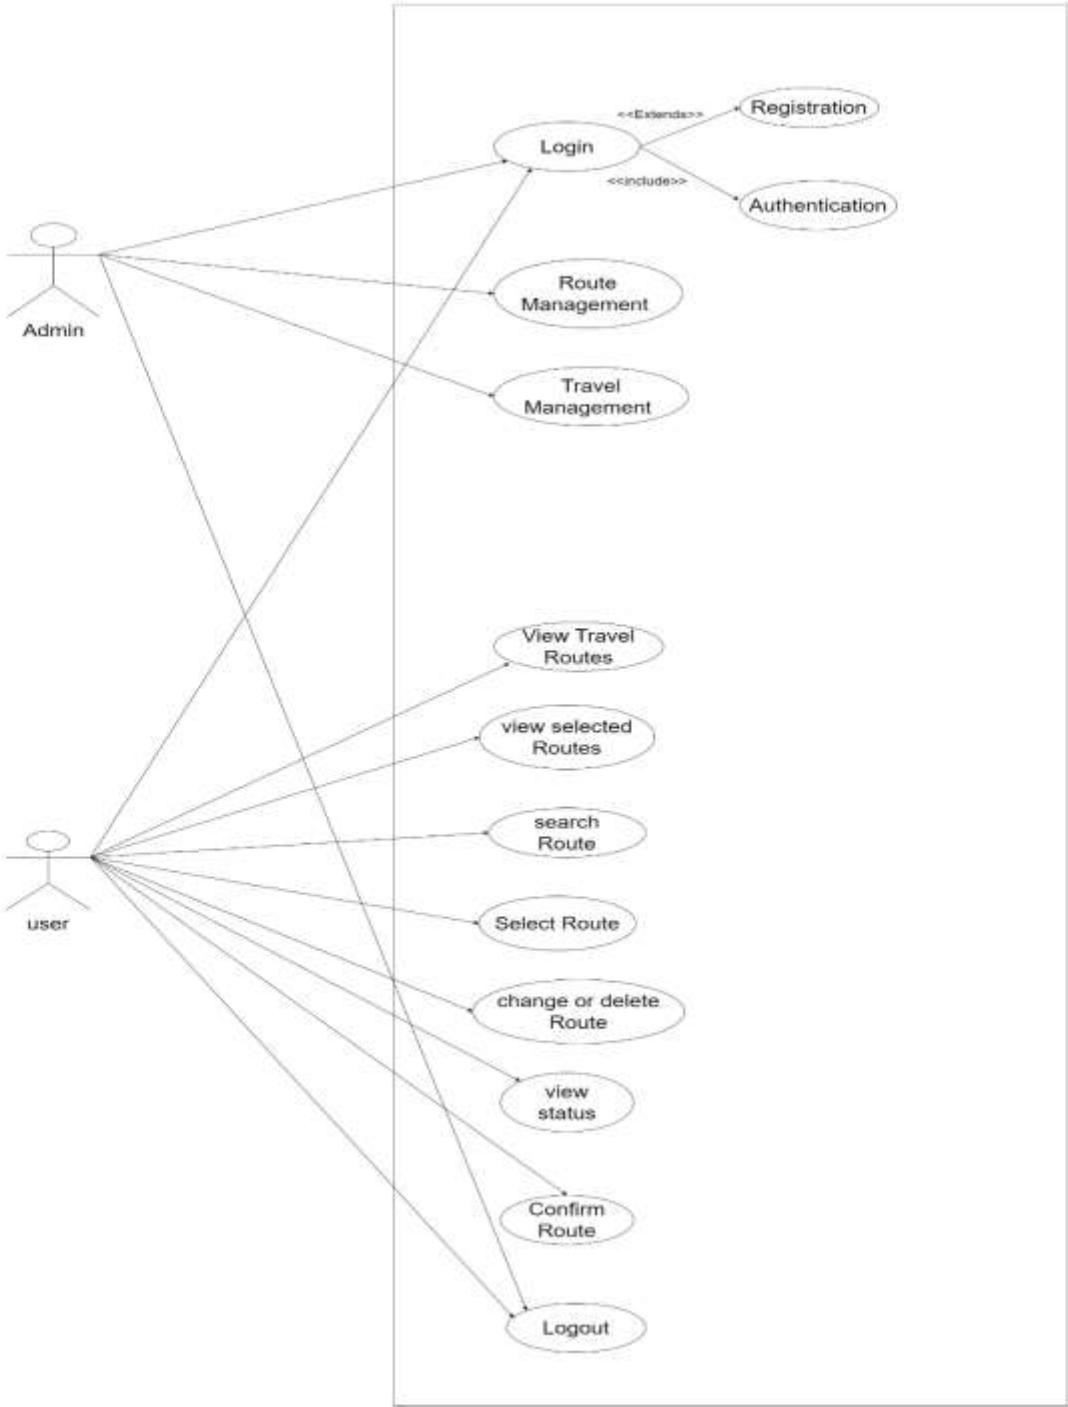 <<Extends>>
Registration
Login
<<include>>
Authentication
Admin
Route
Management
Travel
Management
View Travel
Routes
view selected
Routes
search
Route
user
Select Route
change or delete
Route
view
status
Confirm
Route
Logout